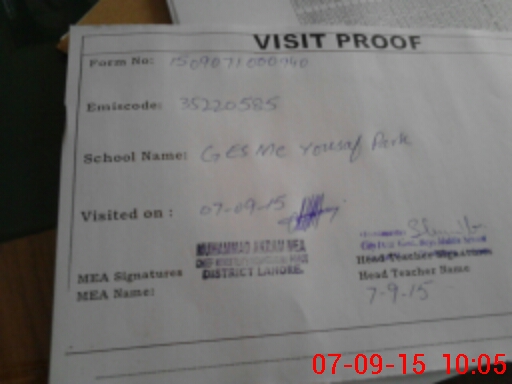 VISIT PROOF
Form No: 1509071000740
Emiscode: 35220585
School Name: GES MC Yousaf Park
Visited on : 07-09-15
MUHAMMAD AKRAM MEA
DISTRICT LAHORE.
MEA Signatures
MEA Name:
Head Teacher Signatures
Head Teacher Name
7-9-15
07-09-15 10:05